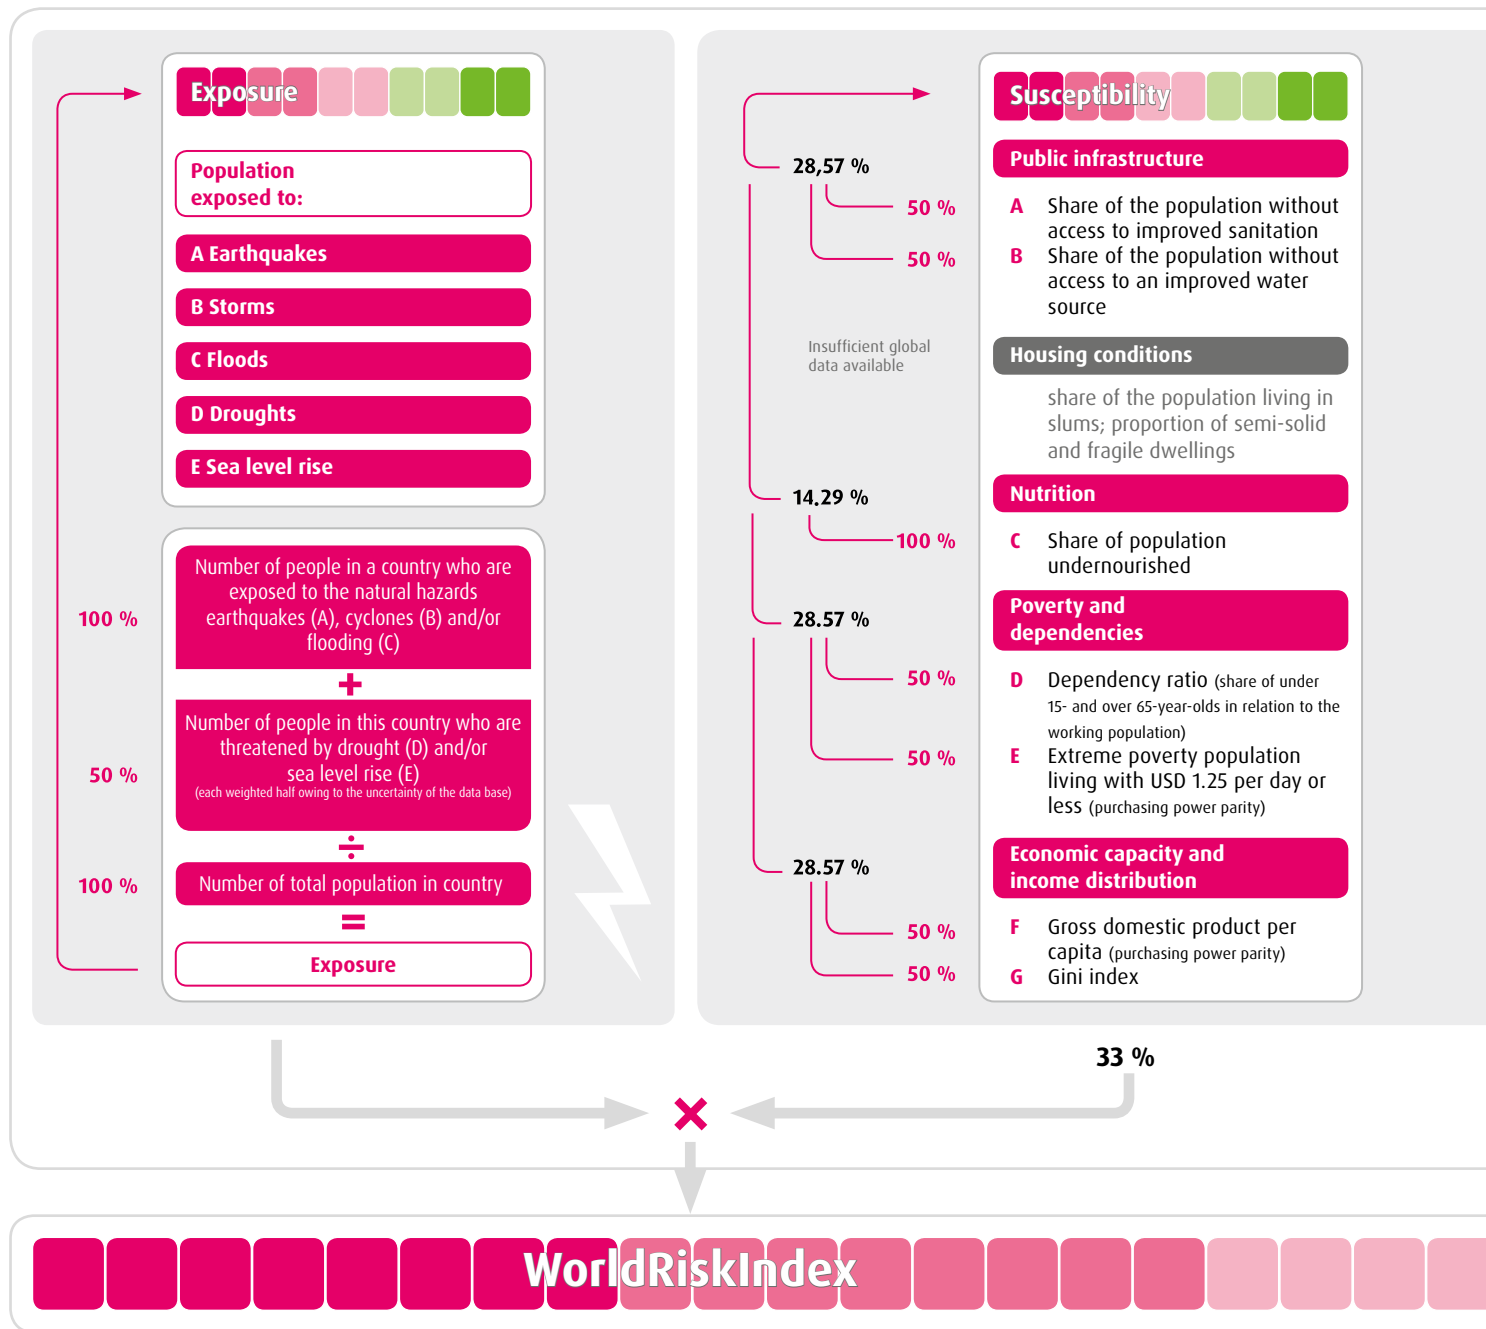 Exposure
Population
exposed to:
A Earthquakes
B Storms
C Floods
D Droughts
E Sea level rise
100 %
Number of people in a country who are
exposed to the natural hazards
earthquakes (A), cyclones (B) and/or
flooding (C)
+
50 %
Number of people in this country who are
threatened by drought (D) and/or
sea level rise (E)
(each weighted half owing to the uncertainty of the data base)
÷
100 %
Number of total population in country
=
Exposure
Susceptibility
28,57 %
Public infrastructure
50 %
A Share of the population without
access to improved sanitation
50 %
B Share of the population without
access to an improved water
source
Insufficient global
data available
Housing conditions
share of the population living in
slums; proportion of semi-solid
and fragile dwellings
14.29 %
Nutrition
100 %
C Share of population
undernourished
28.57 %
Poverty and
dependencies
50 %
D Dependency ratio (share of under
15- and over 65-year-olds in relation to the
working population)
50 %
E Extreme poverty population
living with USD 1.25 per day or
less (purchasing power parity)
28.57 %
Economic capacity and
income distribution
50 %
F Gross domestic product per
capita (purchasing power parity)
50 %
G Gini index
33 %
×
WorldRiskIndex